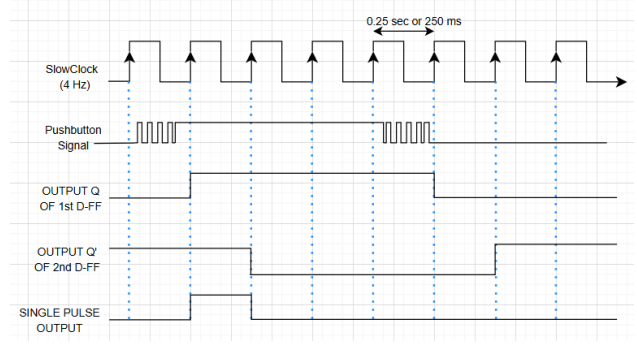 0.25 sec or 250 ms
SlowClock
(4 Hz)
Pushbutton
Signal
OUTPUT Q
OF 1st D-FF
OUTPUT Q'
OF 2nd D-FF
SINGLE PULSE
OUTPUT